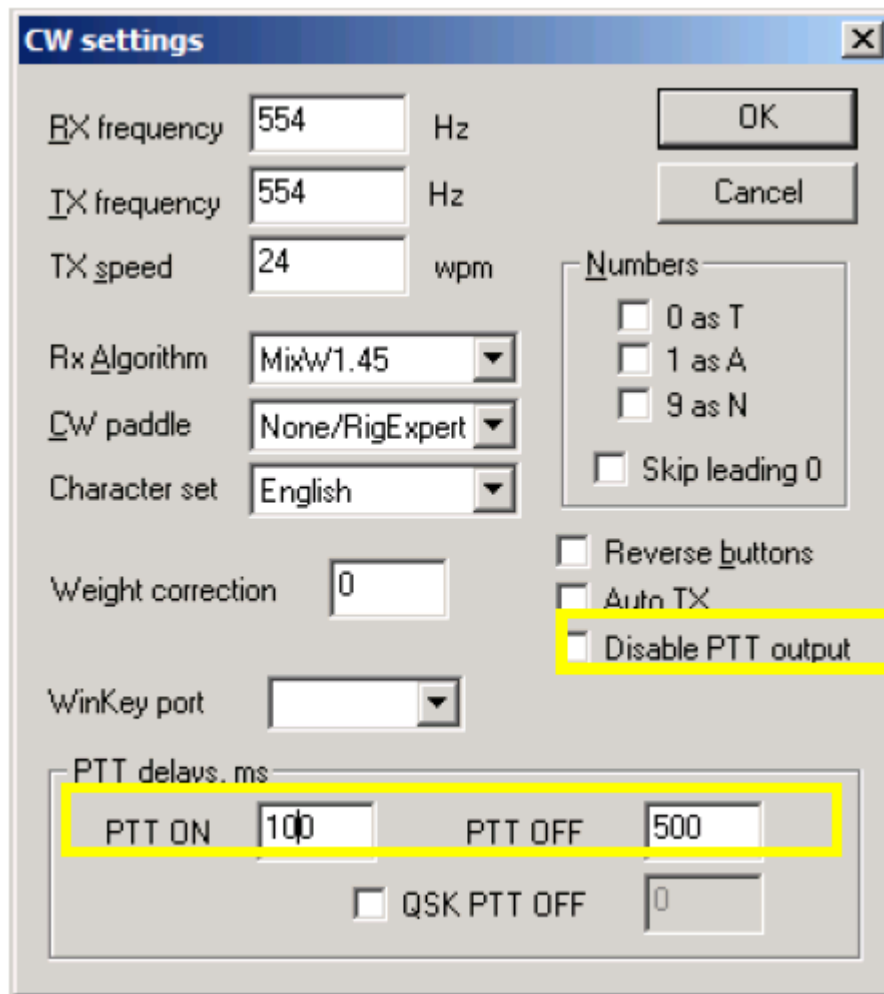 CW settings
RX frequency 554 Hz
OK
TX frequency 554 Hz
Cancel
TX speed 24 wpm
Numbers
0 as T
1 as A
9 as N
Skip leading 0
Rx Algorithm MixW1.45
CW paddle None/RigExpert
Character set English
Reverse buttons
Weight correction 0
Auto TX
Disable PTT output
WinKey port
PTT delays, ms
PTT ON 100 PTT OFF 500
QSK PTT OFF 0